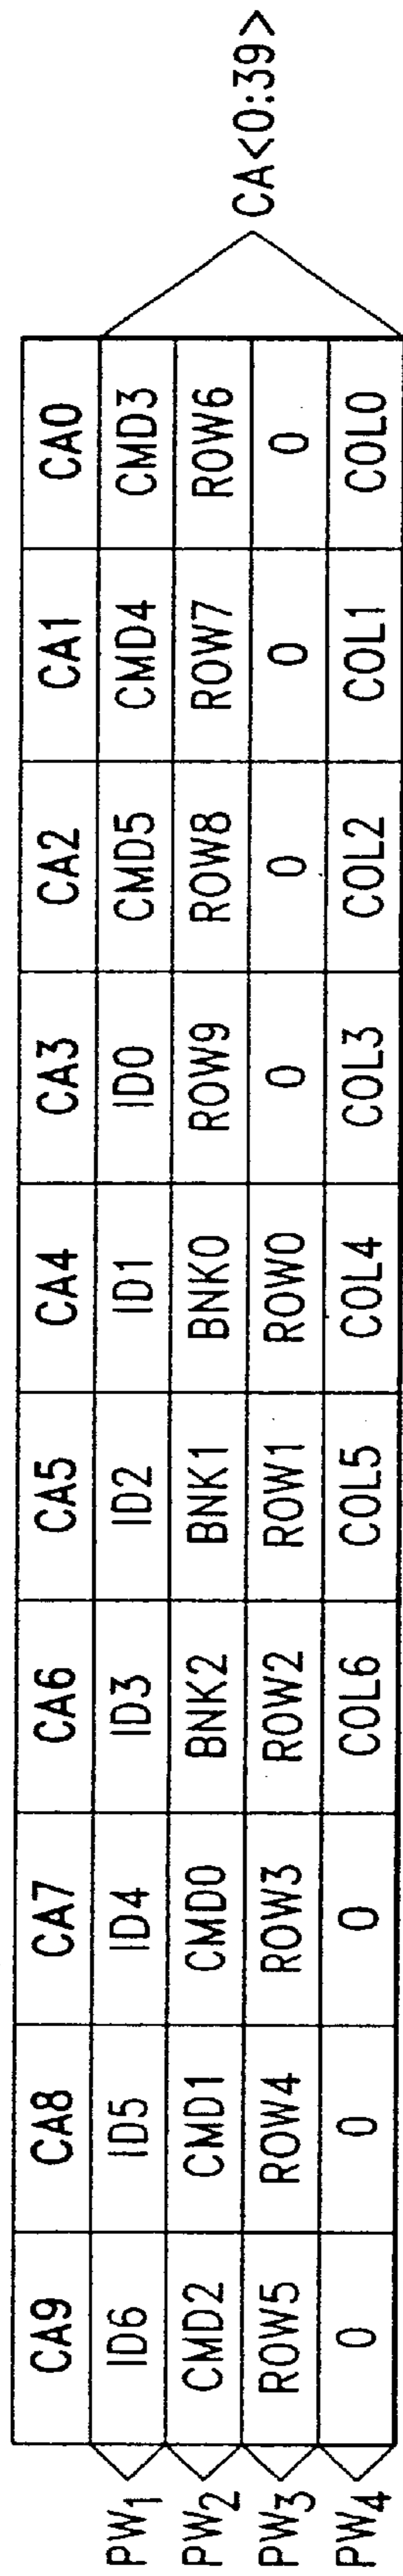 CA9 CA8 CA7 CA6 CA5 CA4 CA3 CA2 CA1 CA0
PW1 ID6 ID5 ID4 ID3 ID2 ID1 ID0 CMD5 CMD4 CMD3
PW2 CMD2 CMD1 CMD0 BNK2 BNK1 BNK0 ROW9 ROW8 ROW7 ROW6
PW3 ROW5 ROW4 ROW3 ROW2 ROW1 ROW0 0 0 0 0
PW4 0 0 0 COL6 COL5 COL4 COL3 COL2 COL1 COL0
CA<0:39>